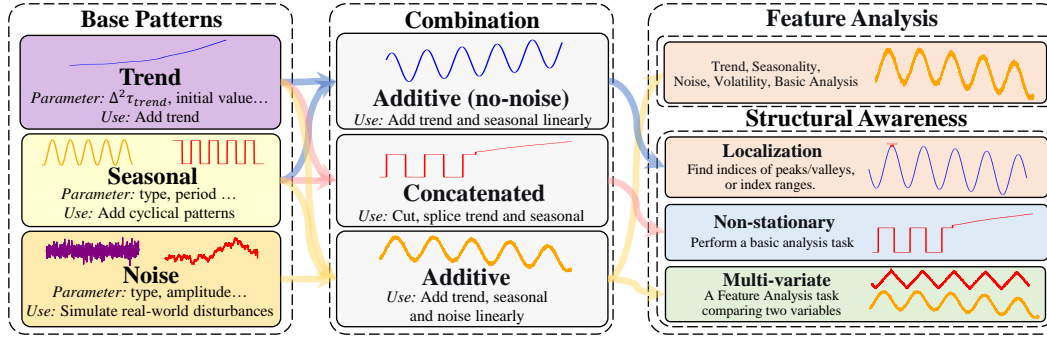 Base Patterns
Trend
Parameter: Δ²τ_trend, initial value…
Use: Add trend
Seasonal
Parameter: type, period …
Use: Add cyclical patterns
Noise
Parameter: type, amplitude…
Use: Simulate real-world disturbances
Combination
Additive (no-noise)
Use: Add trend and seasonal linearly
Concatenated
Use: Cut, splice trend and seasonal
Additive
Use: Add trend, seasonal
and noise linearly
Feature Analysis
Trend, Seasonality,
Noise, Volatility, Basic Analysis
Structural Awareness
Localization
Find indices of peaks/valleys,
or index ranges.
Non-stationary
Perform a basic analysis task
Multi-variate
A Feature Analysis task
comparing two variables